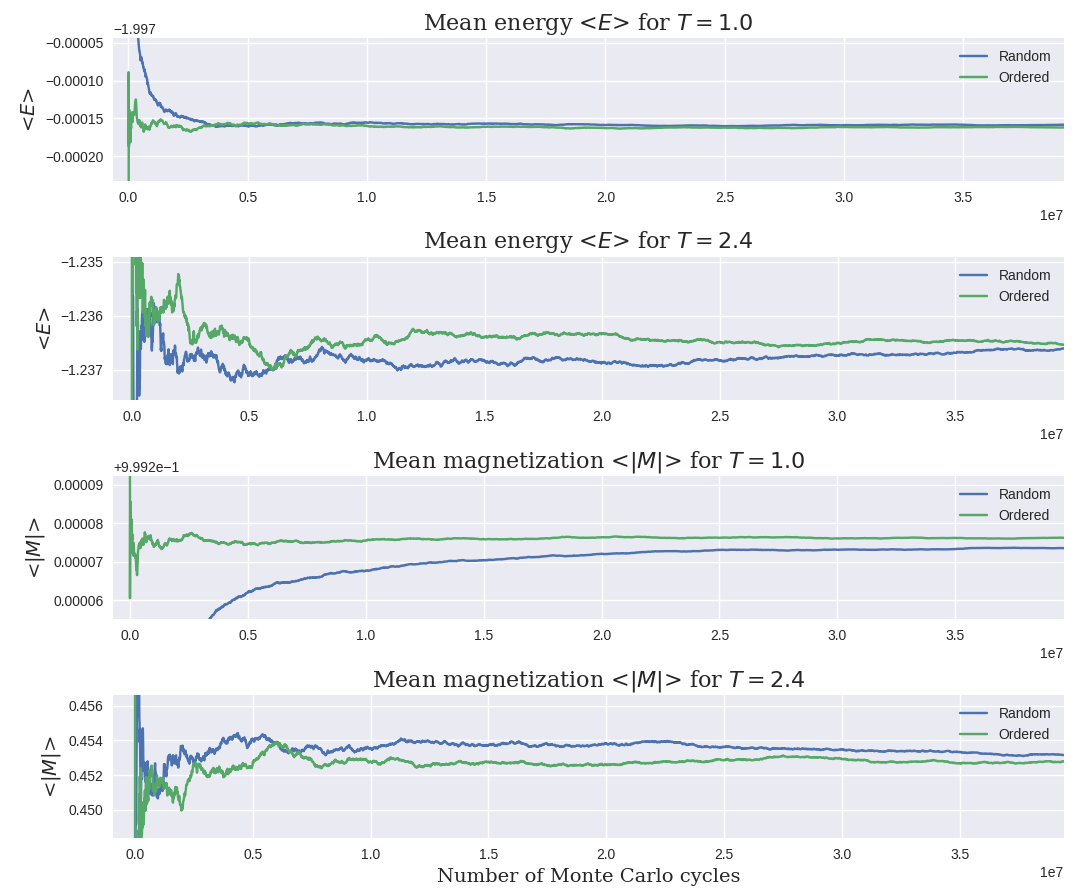 Mean energy <E> for T = 1.0
−1.997
−0.00005
−0.00010
−0.00015
−0.00020
<E>
Random
Ordered
0.0 0.5 1.0 1.5 2.0 2.5 3.0 3.5
1e7
Mean energy <E> for T = 2.4
−1.235
−1.236
−1.237
<E>
Random
Ordered
0.0 0.5 1.0 1.5 2.0 2.5 3.0 3.5
1e7
Mean magnetization <|M|> for T = 1.0
+9.992e−1
0.00009
0.00008
0.00007
0.00006
<|M|>
Random
Ordered
0.0 0.5 1.0 1.5 2.0 2.5 3.0 3.5
1e7
Mean magnetization <|M|> for T = 2.4
0.456
0.454
0.452
0.450
<|M|>
Random
Ordered
0.0 0.5 1.0 1.5 2.0 2.5 3.0 3.5
1e7
Number of Monte Carlo cycles